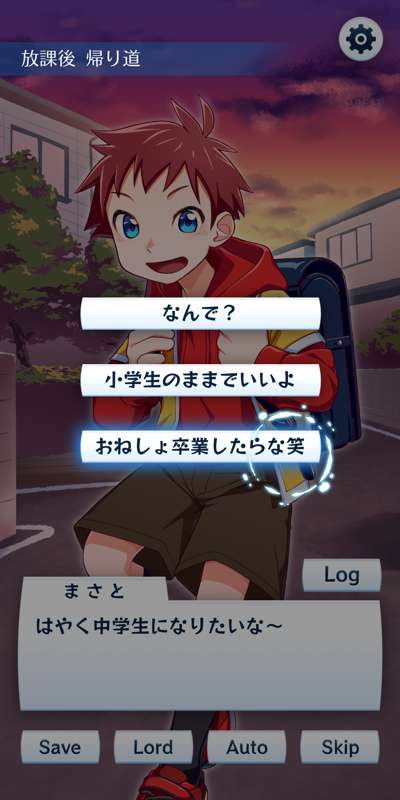 放課後 帰り道
なんで？
小学生のままでいいよ
おねしょ卒業したらな笑
Log
まさと
はやく中学生になりたいな～
Save
Lord
Auto
Skip